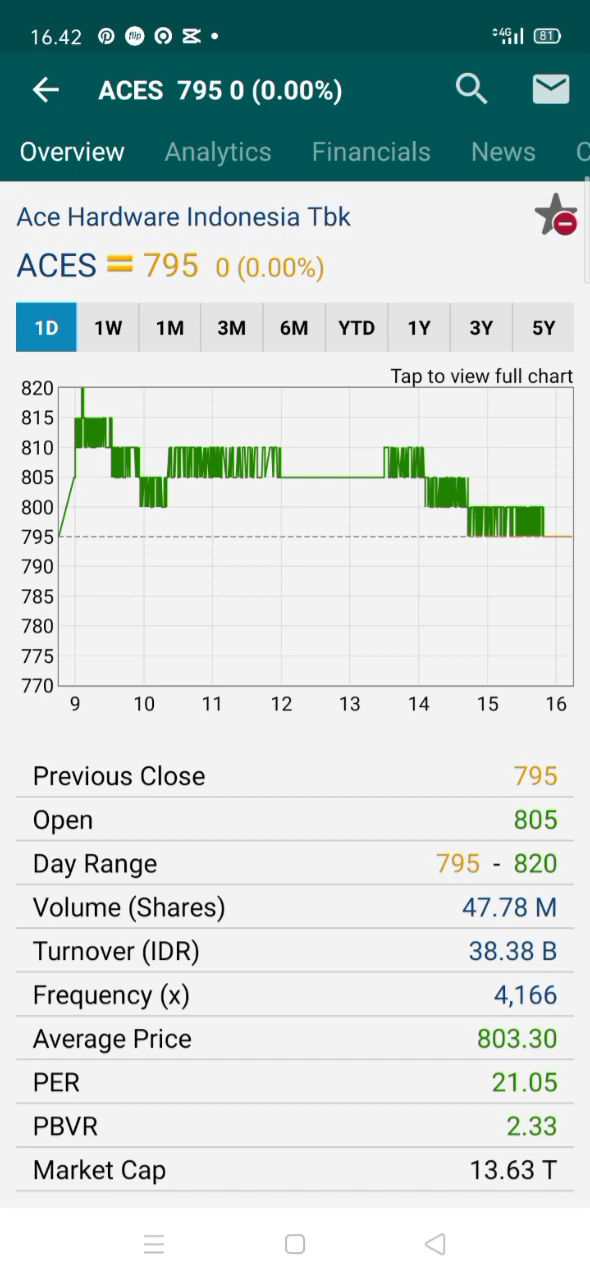 16.42 flip 4G 81
ACES 795 0 (0.00%)
Overview Analytics Financials News C
Ace Hardware Indonesia Tbk
ACES = 795 0 (0.00%)
1D 1W 1M 3M 6M YTD 1Y 3Y 5Y
Tap to view full chart
820
815
810
805
800
795
790
785
780
775
770
9 10 11 12 13 14 15 16
Previous Close 795
Open 805
Day Range 795 - 820
Volume (Shares) 47.78 M
Turnover (IDR) 38.38 B
Frequency (x) 4,166
Average Price 803.30
PER 21.05
PBVR 2.33
Market Cap 13.63 T